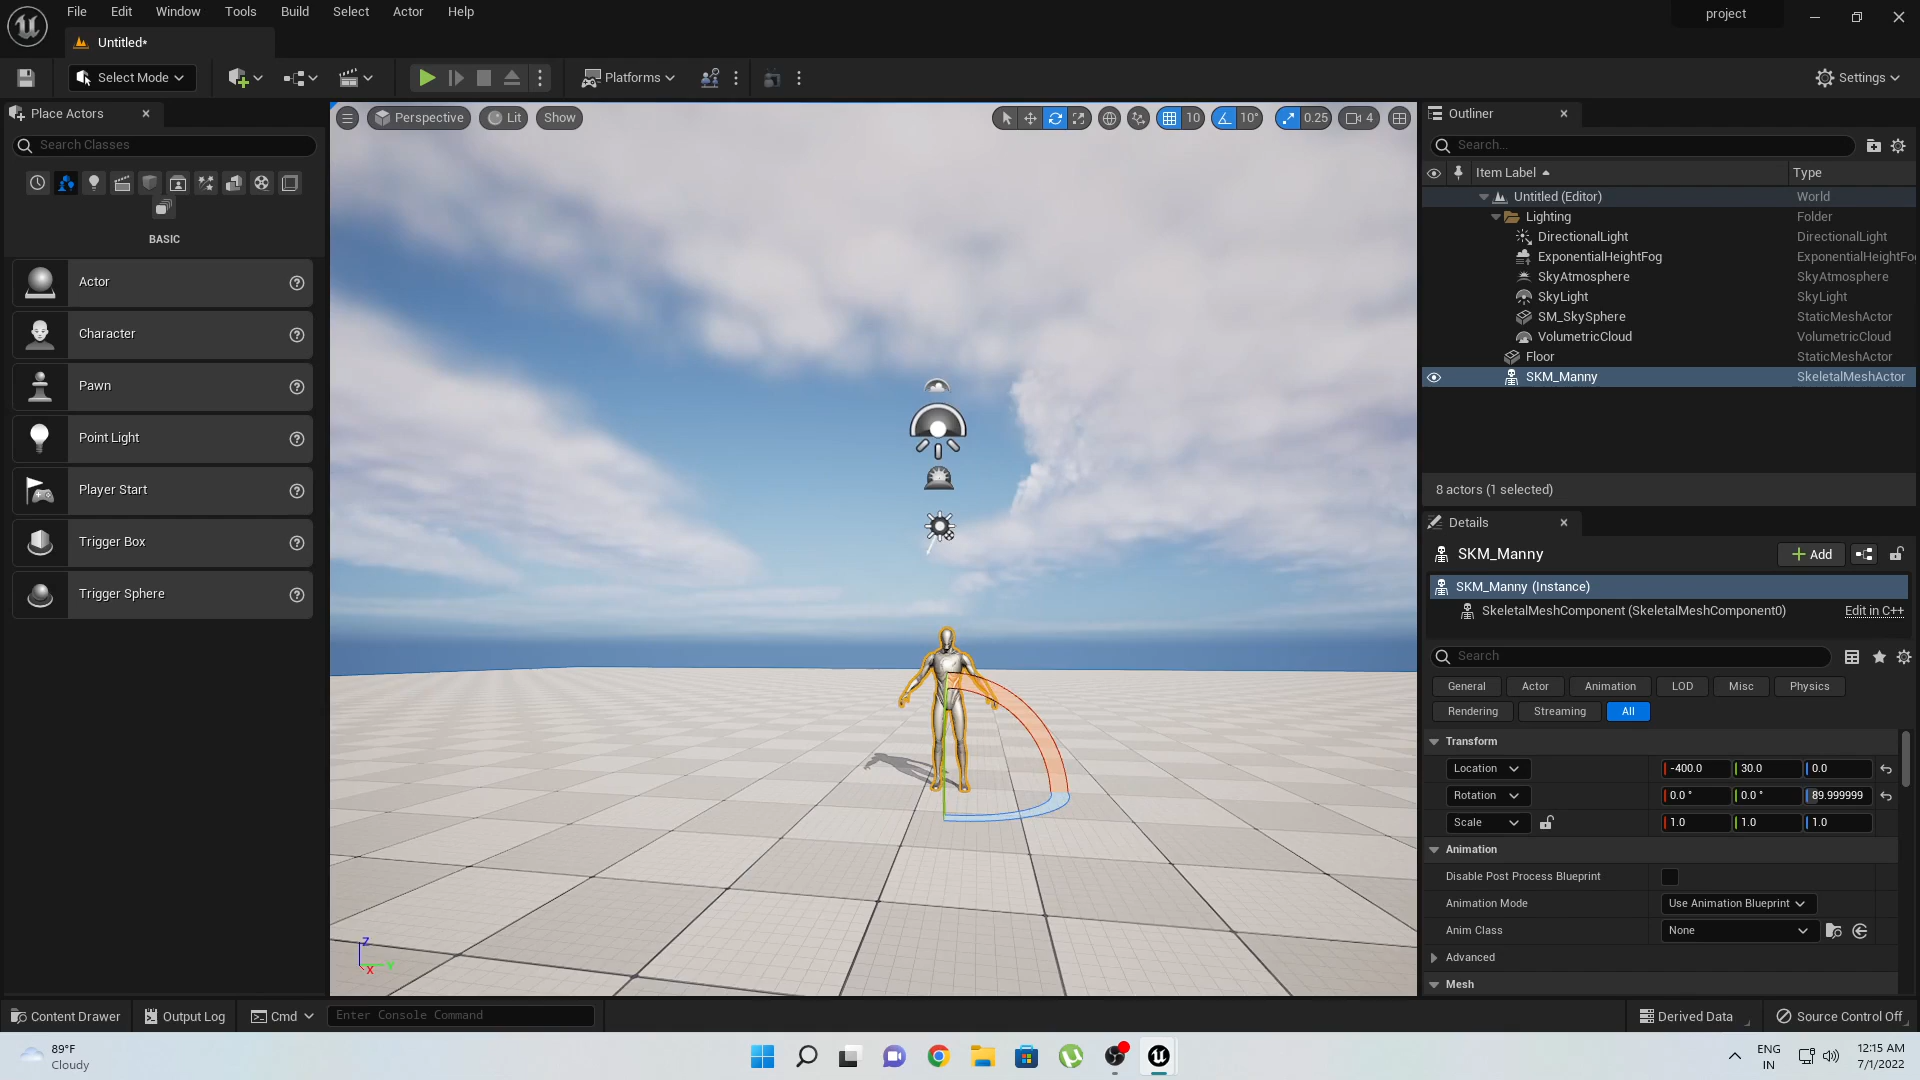 File Edit Window Tools Build Select Actor Help
project
Untitled*
Select Mode
Platforms
Settings
Place Actors
Search Classes
BASIC
Actor
Character
Pawn
Point Light
Player Start
Trigger Box
Trigger Sphere
Perspective Lit Show
10 10° 0.25 4
Outliner
Search...
Item Label Type
Untitled (Editor) World
Lighting Folder
DirectionalLight DirectionalLight
ExponentialHeightFog ExponentialHeightFo
SkyAtmosphere SkyAtmosphere
SkyLight SkyLight
SM_SkySphere StaticMeshActor
VolumetricCloud VolumetricCloud
Floor StaticMeshActor
SKM_Manny SkeletalMeshActor
8 actors (1 selected)
Details
SKM_Manny
Add
SKM_Manny (Instance)
SkeletalMeshComponent (SkeletalMeshComponent0) Edit in C++
Search
General Actor Animation LOD Misc Physics
Rendering Streaming All
Transform
Location -400.0 30.0 0.0
Rotation 0.0° 0.0° 89.999999
Scale 1.0 1.0 1.0
Animation
Disable Post Process Blueprint
Animation Mode Use Animation Blueprint
Anim Class None
Advanced
Mesh
Z
X
Y
Content Drawer Output Log Cmd Enter Console Command
Derived Data Source Control Off
89°F
Cloudy
ENG
IN
12:15 AM
7/1/2022